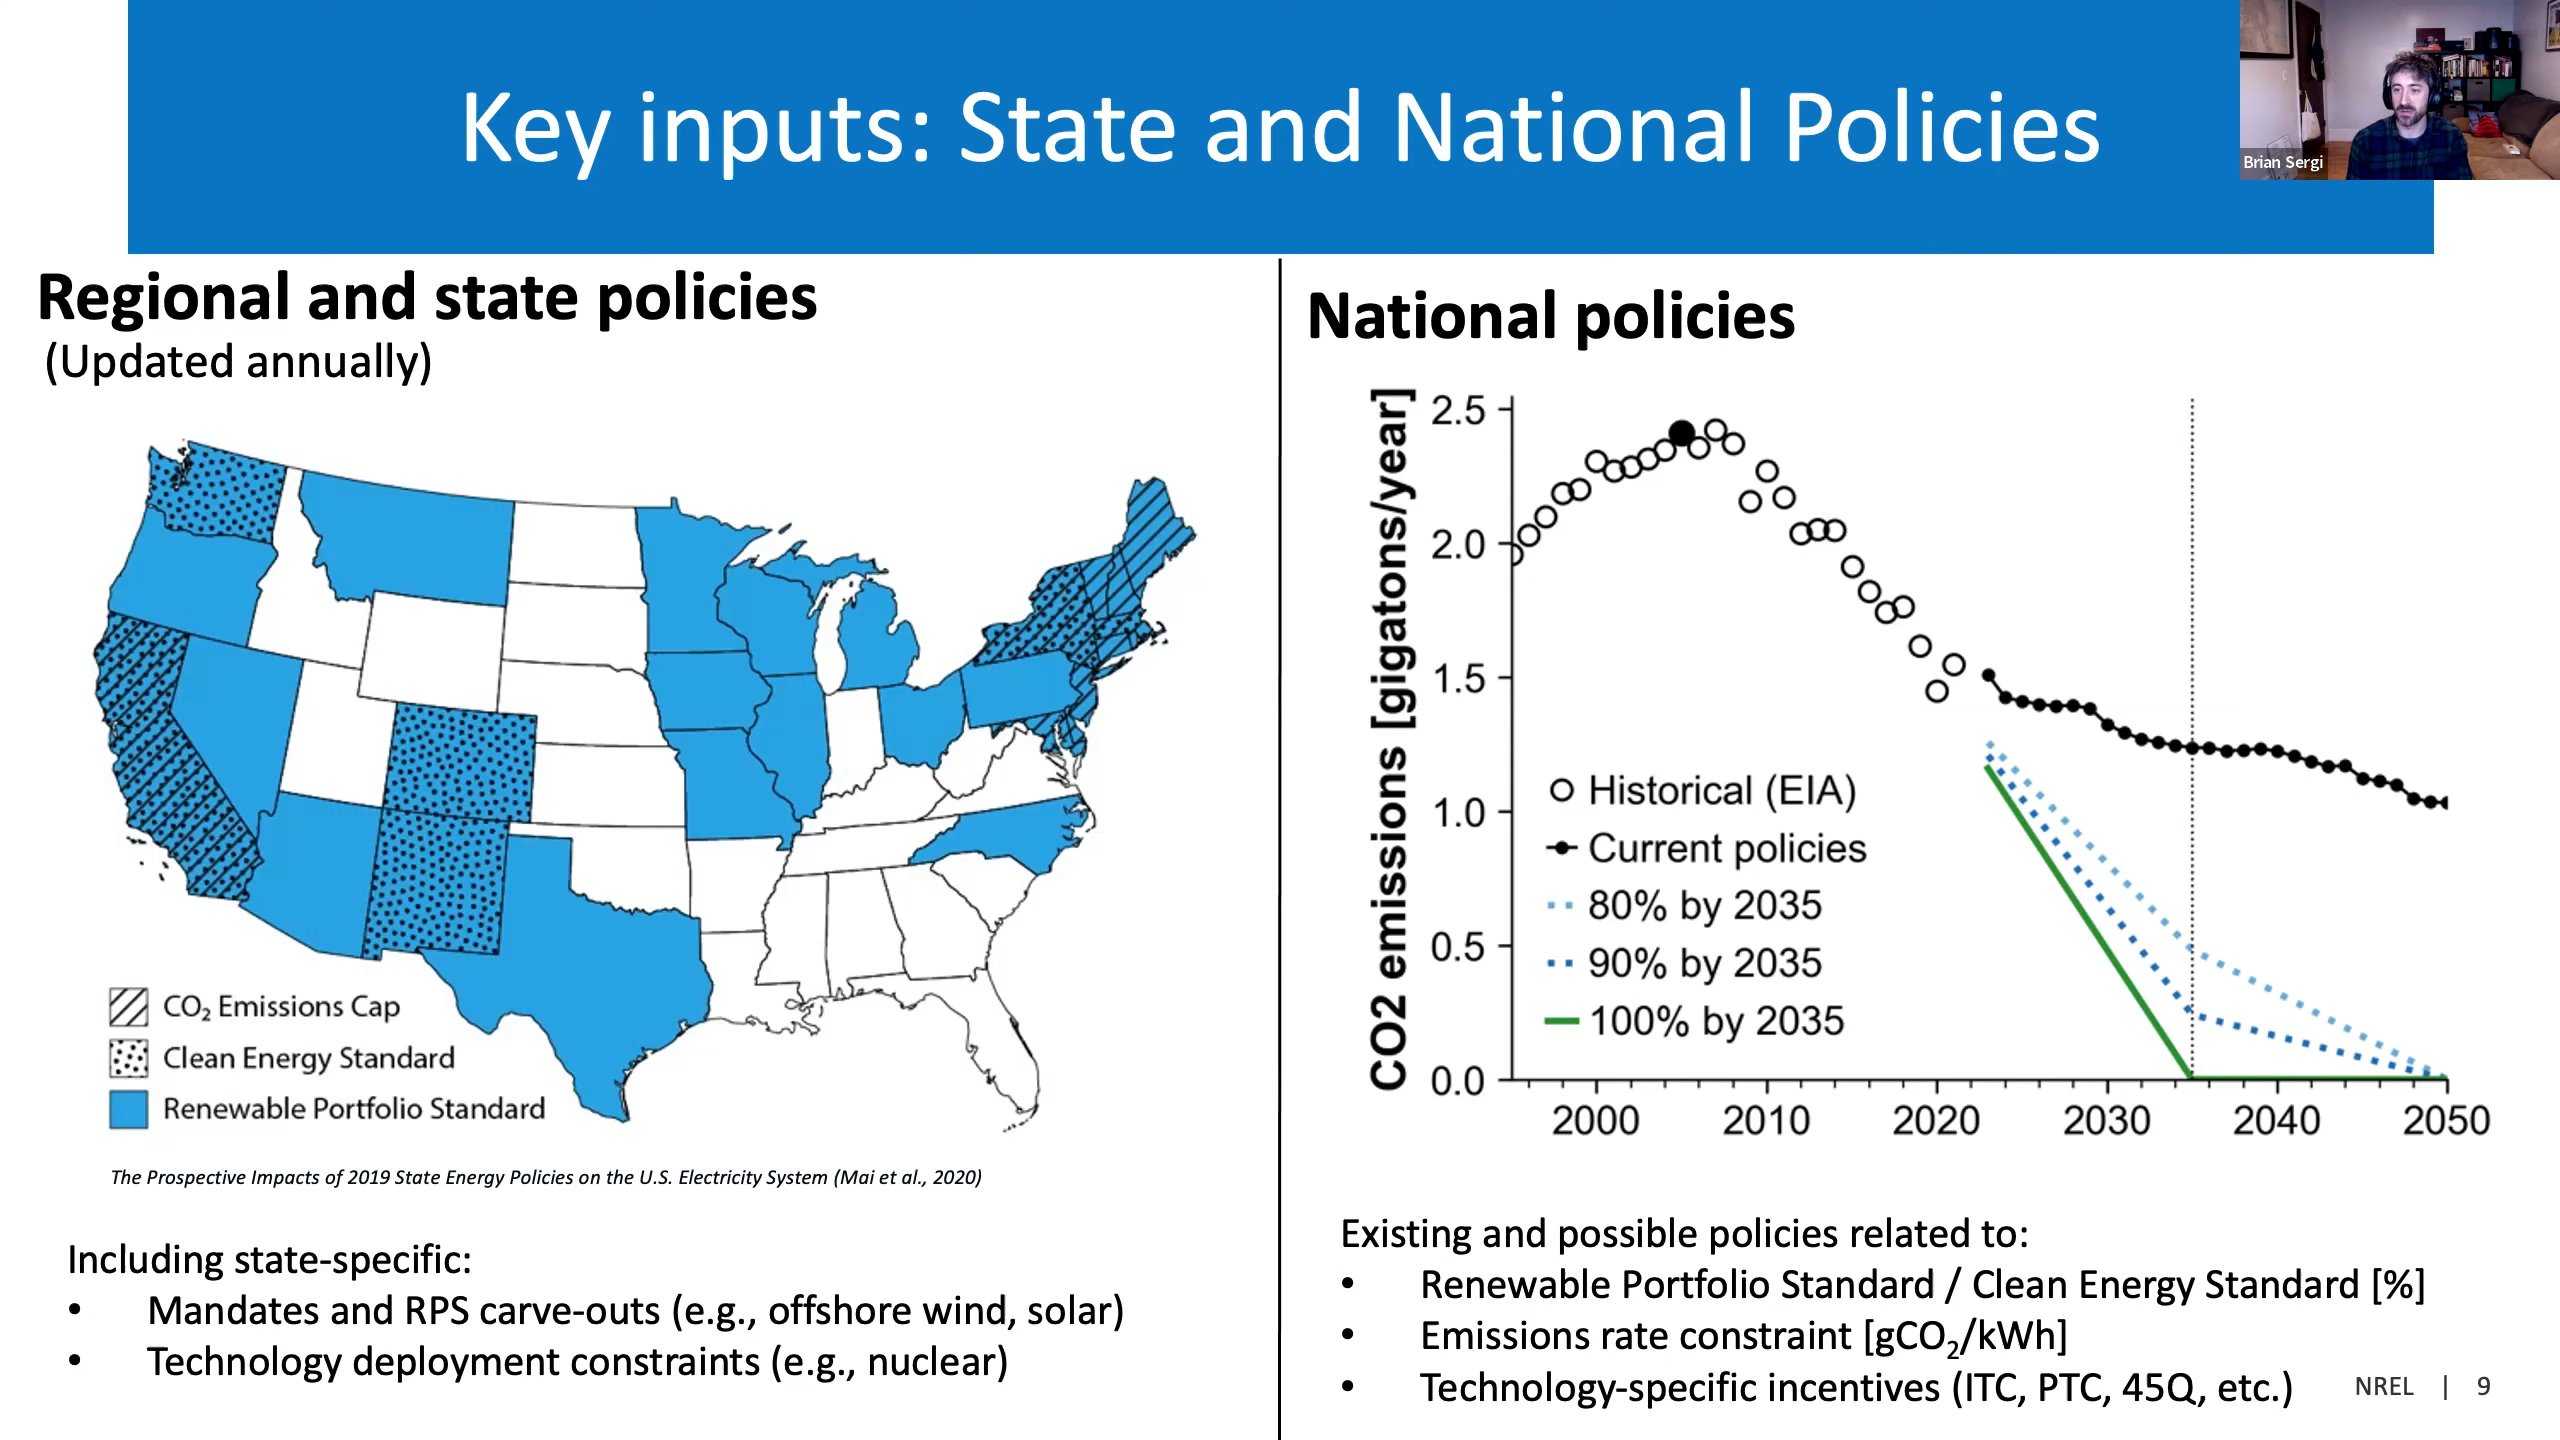 Key inputs: State and National Policies
Brian Sergi
Regional and state policies
(Updated annually)
CO₂ Emissions Cap
Clean Energy Standard
Renewable Portfolio Standard
The Prospective Impacts of 2019 State Energy Policies on the U.S. Electricity System (Mai et al., 2020)
Including state-specific:
• Mandates and RPS carve-outs (e.g., offshore wind, solar)
• Technology deployment constraints (e.g., nuclear)
National policies
CO2 emissions [gigatons/year]
2.5
2.0
1.5
1.0
0.5
0.0
Historical (EIA)
Current policies
80% by 2035
90% by 2035
100% by 2035
2000 2010 2020 2030 2040 2050
Existing and possible policies related to:
• Renewable Portfolio Standard / Clean Energy Standard [%]
• Emissions rate constraint [gCO₂/kWh]
• Technology-specific incentives (ITC, PTC, 45Q, etc.)
NREL | 9